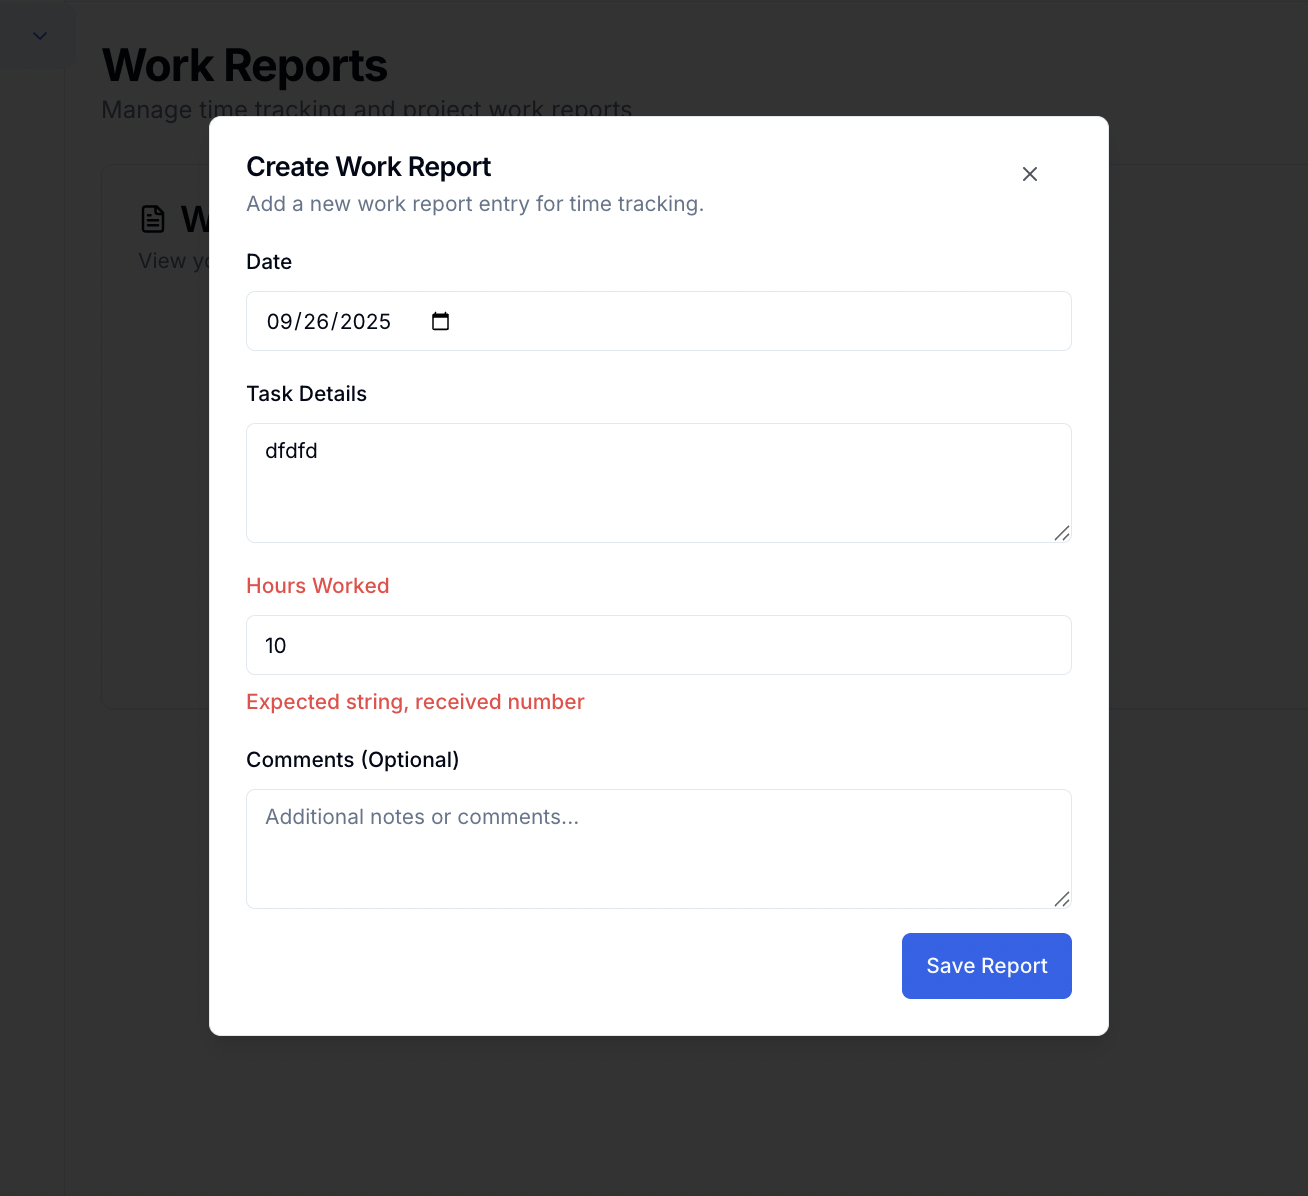 Work Reports
Manage time tracking and project work reports
Create Work Report
Add a new work report entry for time tracking.
W
View yo
Date
09/26/2025
Task Details
dfdfd
Hours Worked
10
Expected string, received number
Comments (Optional)
Additional notes or comments...
Save Report